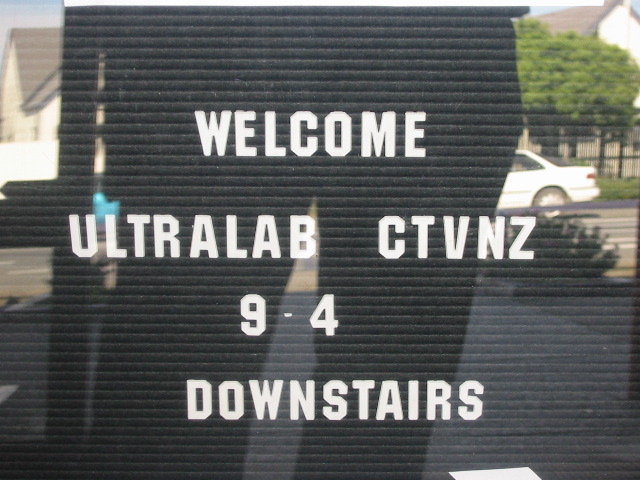 WELCOME
ULTRALAB CTVNZ
9 - 4
DOWNSTAIRS